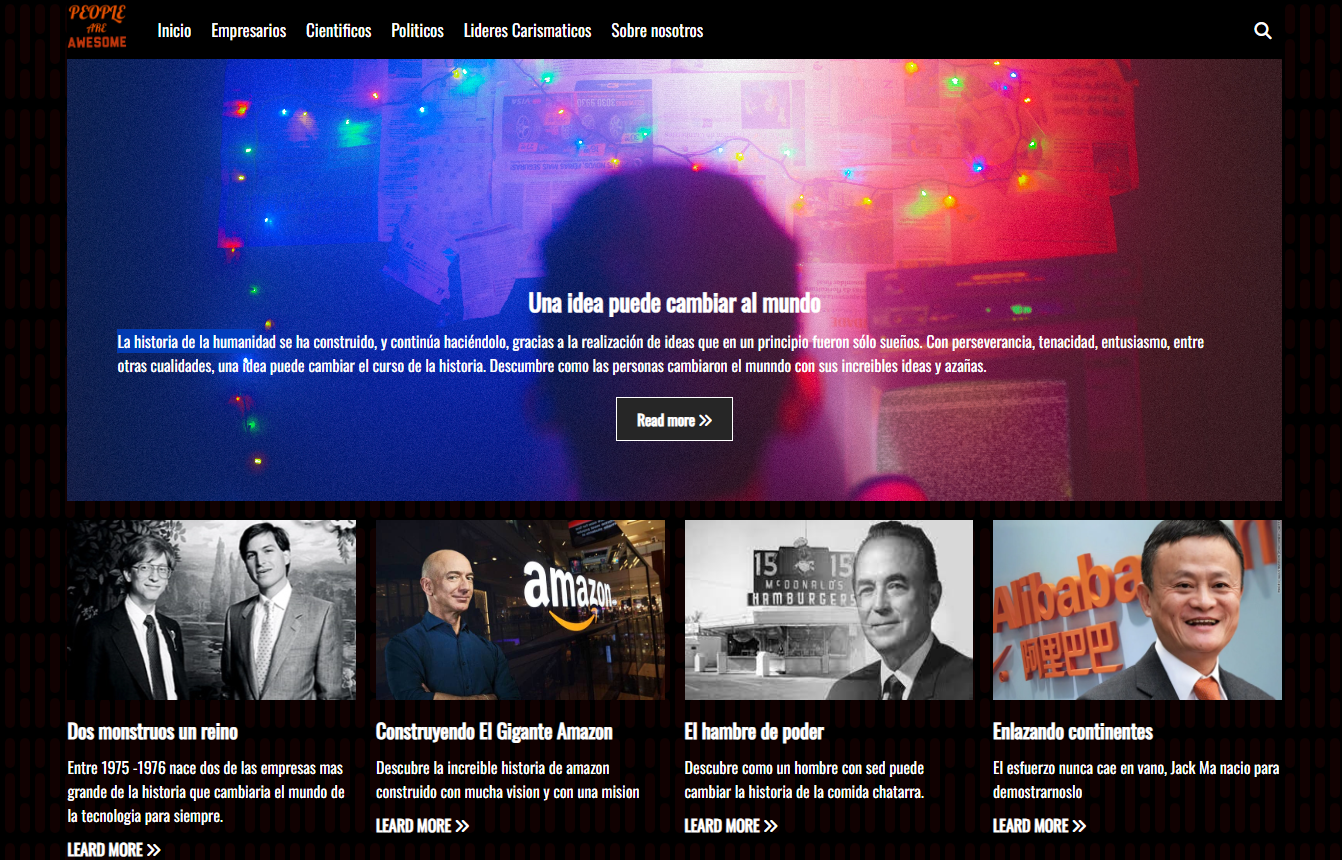 PEOPLE
ARE
AWESOME
Inicio Empresarios Cientificos Politicos Lideres Carismaticos Sobre nosotros
Una idea puede cambiar al mundo
La historia de la humanidad se ha construido, y continúa haciéndolo, gracias a la realización de ideas que en un principio fueron sólo sueños. Con perseverancia, tenacidad, entusiasmo, entre
otras cualidades, una idea puede cambiar el curso de la historia. Descumbre como las personas cambiaron el munndo con sus increibles ideas y azañas.
Read more »
amazon
15 15
McDONALD'S
HAMBURGERS
Alibaba
阿里巴巴
Dos monstruos un reino
Construyendo El Gigante Amazon
El hambre de poder
Enlazando continentes
Entre 1975 -1976 nace dos de las empresas mas
grande de la historia que cambiaria el mundo de
la tecnologia para siempre.
LEARD MORE »
Descubre la increible historia de amazon
construido con mucha vision y con una mision
LEARD MORE »
Descubre como un hombre con sed puede
cambiar la historia de la comida chatarra.
LEARD MORE »
El esfuerzo nunca cae en vano, Jack Ma nacio para
demostrarnoslo
LEARD MORE »